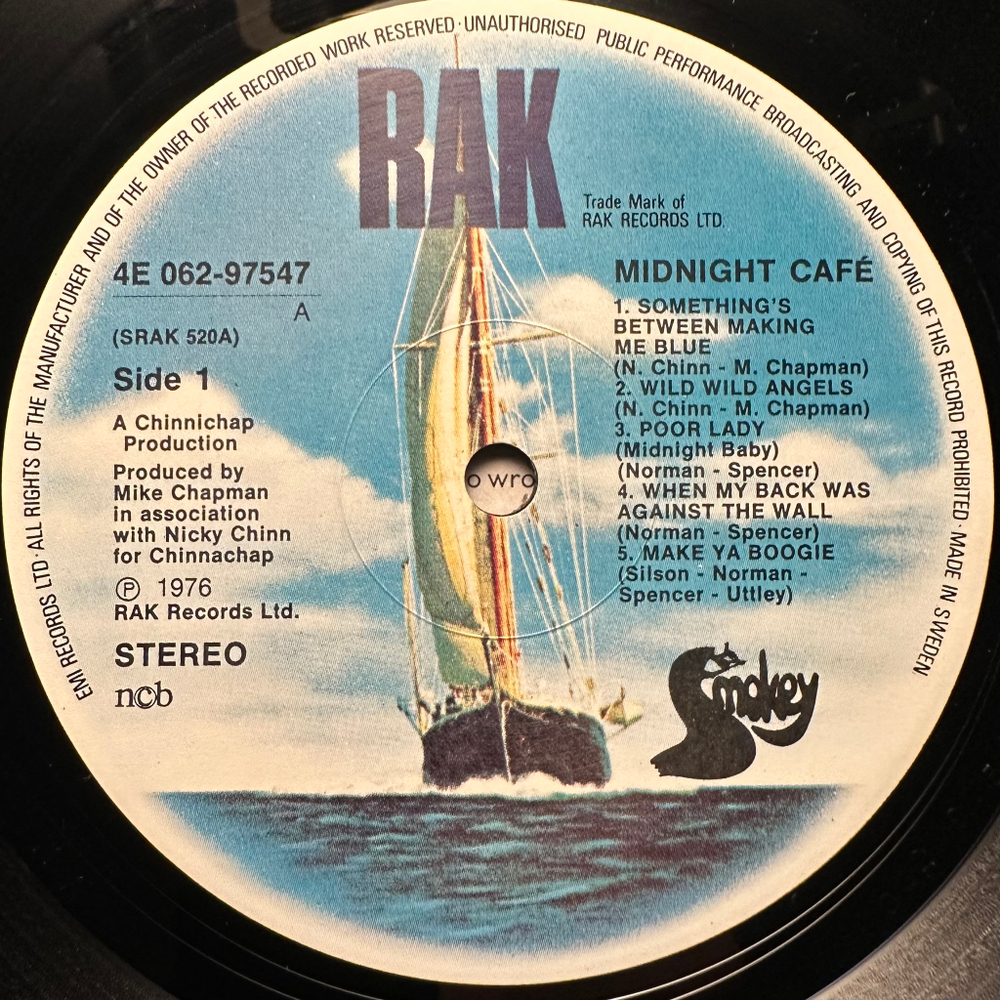 EMI RECORDS LTD · ALL RIGHTS OF THE MANUFACTURER AND OF THE OWNER OF THE RECORDED WORK RESERVED · UNAUTHORISED PUBLIC PERFORMANCE BROADCASTING AND COPYING OF THIS RECORD PROHIBITED · MADE IN SWEDEN
RAK
Trade Mark of
RAK RECORDS LTD.
4E 062-97547
A
(SRAK 520A)
Side 1
A Chinnichap
Production
Produced by
Mike Chapman
in association
with Nicky Chinn
for Chinnachap
Ⓟ 1976
RAK Records Ltd.
STEREO
ncb
MIDNIGHT CAFÉ
1. SOMETHING'S
BETWEEN MAKING
ME BLUE
(N. Chinn - M. Chapman)
2. WILD WILD ANGELS
(N. Chinn - M. Chapman)
3. POOR LADY
(Midnight Baby)
(Norman - Spencer)
4. WHEN MY BACK WAS
AGAINST THE WALL
(Norman - Spencer)
5. MAKE YA BOOGIE
(Silson - Norman -
Spencer - Uttley)
Smokey
o wro